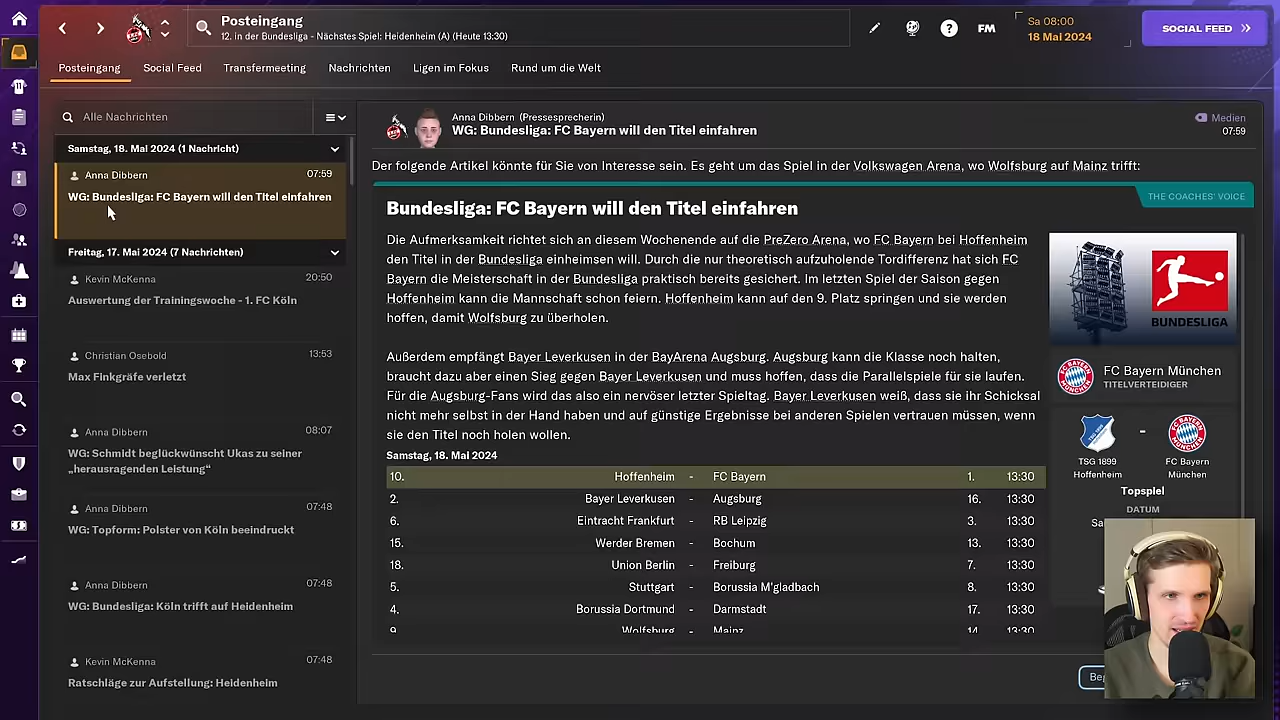 Posteingang
12. in der Bundesliga - Nächstes Spiel: Heidenheim (A) (Heute 13:30)
FM
Sa 08:00
18 Mai 2024
SOCIAL FEED
Posteingang
Social Feed
Transfermeeting
Nachrichten
Ligen im Fokus
Rund um die Welt
Alle Nachrichten
Samstag, 18. Mai 2024 (1 Nachricht)
Anna Dibbern
07:59
WG: Bundesliga: FC Bayern will den Titel einfahren
Freitag, 17. Mai 2024 (7 Nachrichten)
Kevin McKenna
20:50
Auswertung der Trainingswoche - 1. FC Köln
Christian Osebold
13:53
Max Finkgräfe verletzt
Anna Dibbern
08:07
WG: Schmidt beglückwünscht Ukas zu seiner
„herausragenden Leistung“
Anna Dibbern
07:48
WG: Topform: Polster von Köln beeindruckt
Anna Dibbern
07:48
WG: Bundesliga: Köln trifft auf Heidenheim
Kevin McKenna
07:48
Ratschläge zur Aufstellung: Heidenheim
Anna Dibbern (Pressesprecherin)
WG: Bundesliga: FC Bayern will den Titel einfahren
Medien
07:59
Der folgende Artikel könnte für Sie von Interesse sein. Es geht um das Spiel in der Volkswagen Arena, wo Wolfsburg auf Mainz trifft:
THE COACHES' VOICE
Bundesliga: FC Bayern will den Titel einfahren
Die Aufmerksamkeit richtet sich an diesem Wochenende auf die PreZero Arena, wo FC Bayern bei Hoffenheim
den Titel in der Bundesliga einheimsen will. Durch die nur theoretisch aufzuholende Tordifferenz hat sich FC
Bayern die Meisterschaft in der Bundesliga praktisch bereits gesichert. Im letzten Spiel der Saison gegen
Hoffenheim kann die Mannschaft schon feiern. Hoffenheim kann auf den 9. Platz springen und sie werden
hoffen, damit Wolfsburg zu überholen.
Außerdem empfängt Bayer Leverkusen in der BayArena Augsburg. Augsburg kann die Klasse noch halten,
braucht dazu aber einen Sieg gegen Bayer Leverkusen und muss hoffen, dass die Parallelspiele für sie laufen.
Für die Augsburg-Fans wird das also ein nervöser letzter Spieltag. Bayer Leverkusen weiß, dass sie ihr Schicksal
nicht mehr selbst in der Hand haben und auf günstige Ergebnisse bei anderen Spielen vertrauen müssen, wenn
sie den Titel noch holen wollen.
Samstag, 18. Mai 2024
10. Hoffenheim - FC Bayern 1. 13:30
2. Bayer Leverkusen - Augsburg 16. 13:30
6. Eintracht Frankfurt - RB Leipzig 3. 13:30
15. Werder Bremen - Bochum 13. 13:30
18. Union Berlin - Freiburg 7. 13:30
5. Stuttgart - Borussia M'gladbach 8. 13:30
4. Borussia Dortmund - Darmstadt 17. 13:30
9. Wolfsburg - Mainz 14. 13:30
BUNDESLIGA
FC Bayern München
TITELVERTEIDIGER
-
TSG 1899
Hoffenheim
FC Bayern
München
Topspiel
DATUM